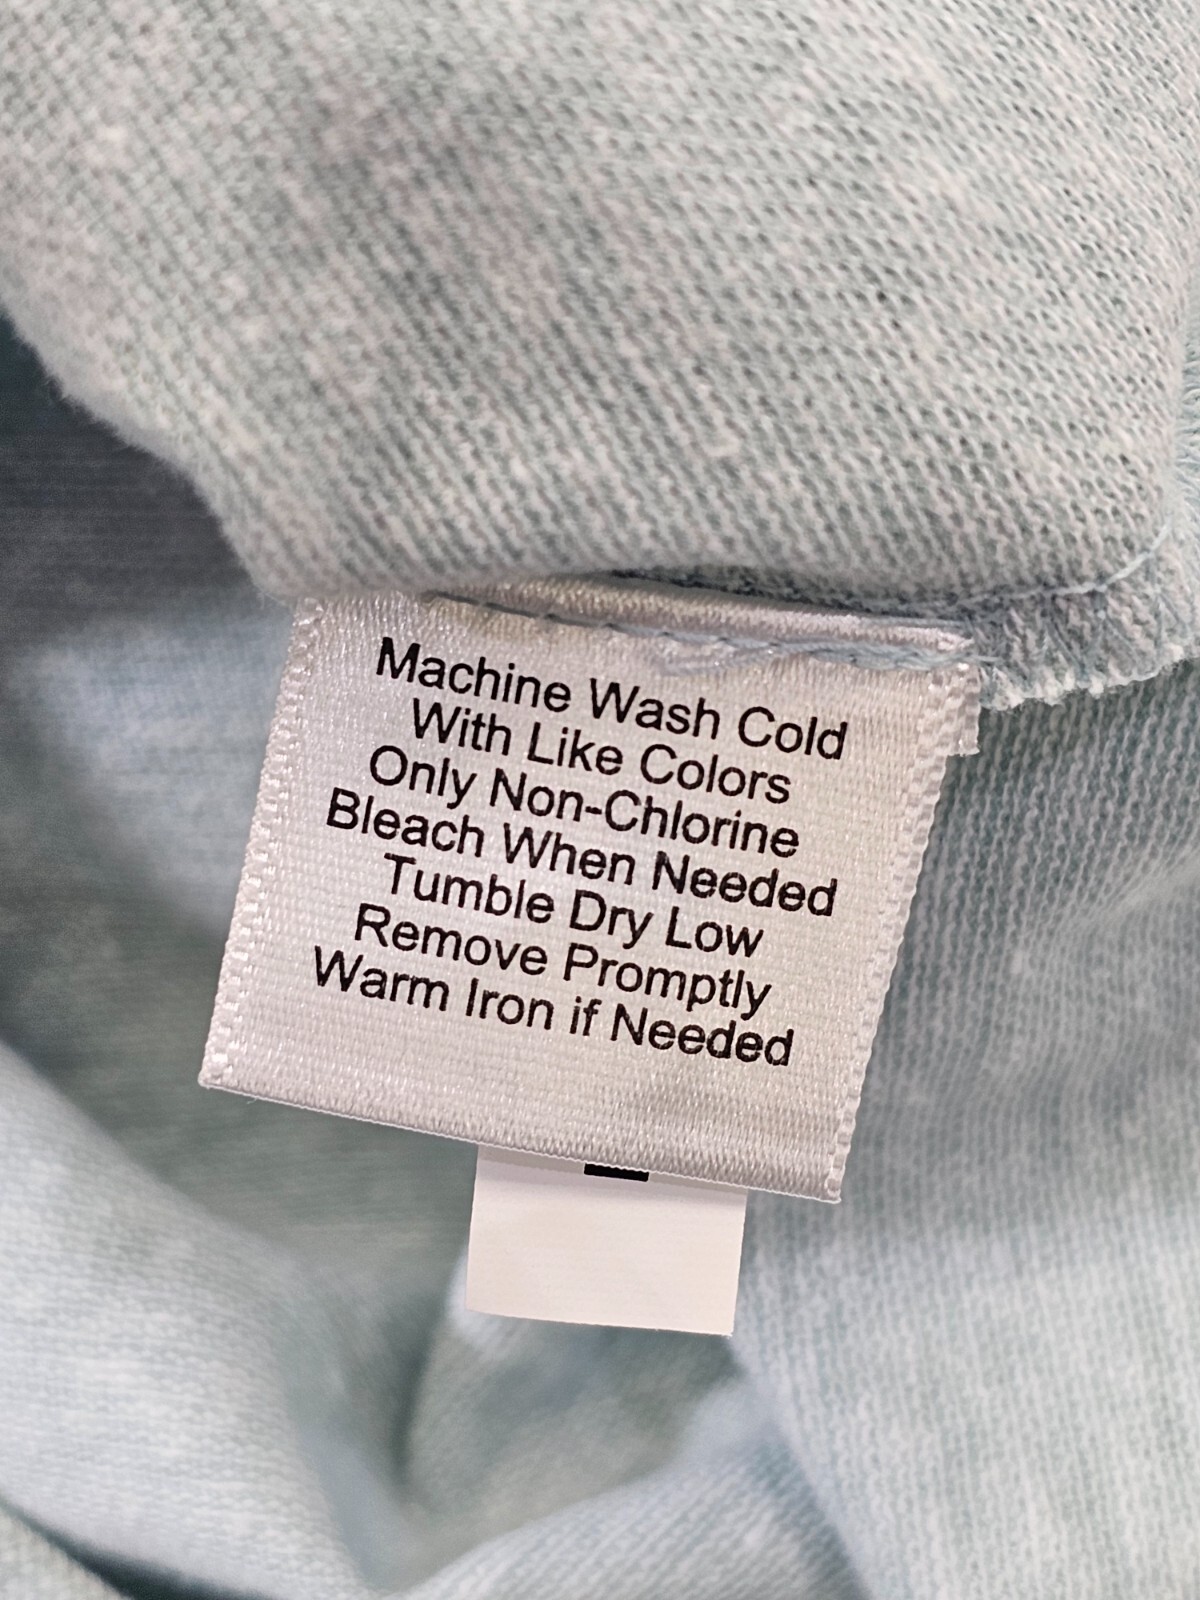 Machine Wash Cold
With Like Colors
Only Non-Chlorine
Bleach When Needed
Tumble Dry Low
Remove Promptly
Warm Iron if Needed